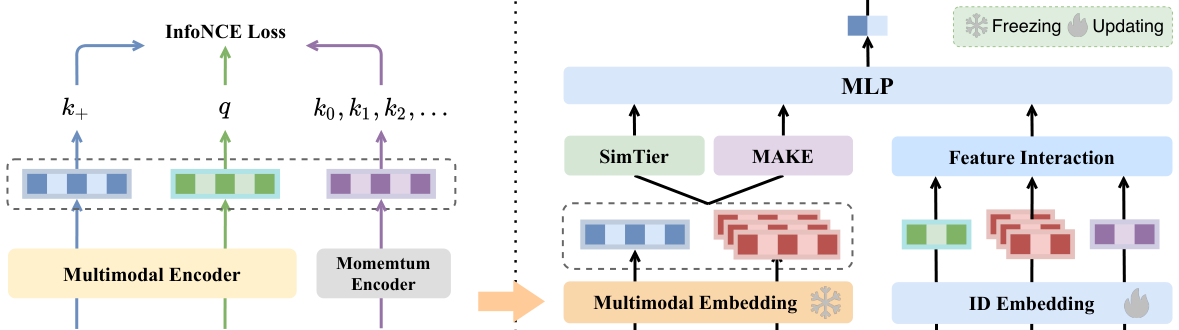 InfoNCE Loss
k₊
q
k₀, k₁, k₂, ...
Multimodal Encoder
Momemtum
Encoder
Freezing
Updating
MLP
SimTier
MAKE
Feature Interaction
Multimodal Embedding
ID Embedding